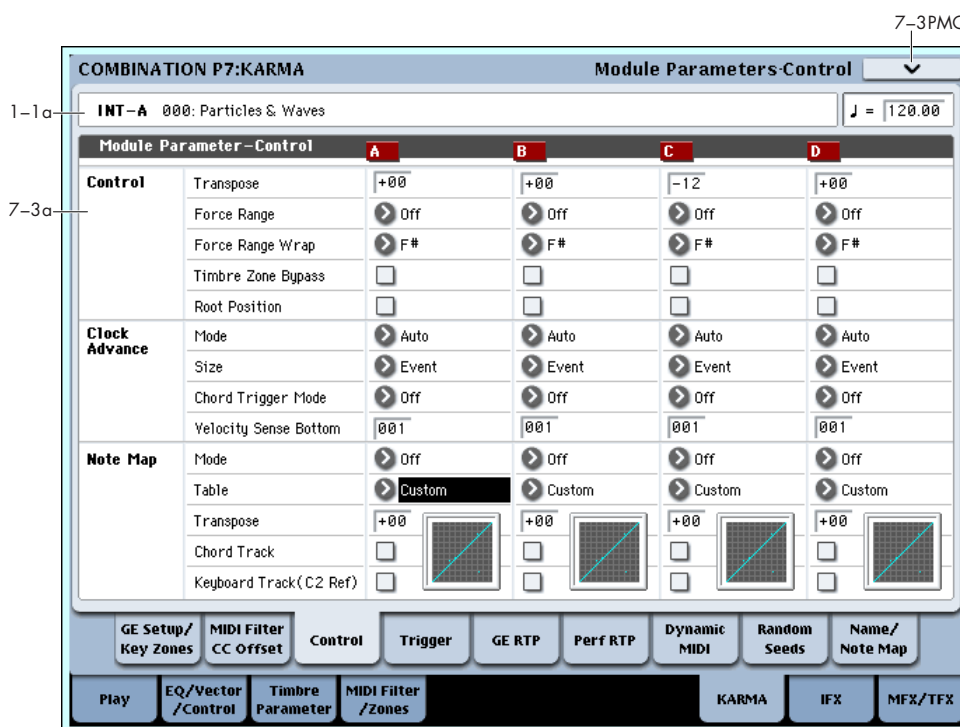 7–3PMC
COMBINATION P7:KARMA Module Parameters-Control
1–1a
INT–A 000: Particles & Waves ♩ = 120.00
Module Parameter–Control A B C D
7–3a
Control Transpose +00 +00 –12 +00
Force Range Off Off Off Off
Force Range Wrap F# F# F# F#
Timbre Zone Bypass
Root Position
Clock Advance Mode Auto Auto Auto Auto
Size Event Event Event Event
Chord Trigger Mode Off Off Off Off
Velocity Sense Bottom 001 001 001 001
Note Map Mode Off Off Off Off
Table Custom Custom Custom Custom
Transpose +00 +00 +00 +00
Chord Track
Keyboard Track(C2 Ref)
GE Setup/ Key Zones MIDI Filter CC Offset Control Trigger GE RTP Perf RTP Dynamic MIDI Random Seeds Name/ Note Map
Play EQ/Vector /Control Timbre Parameter MIDI Filter /Zones KARMA IFX MFX/TFX